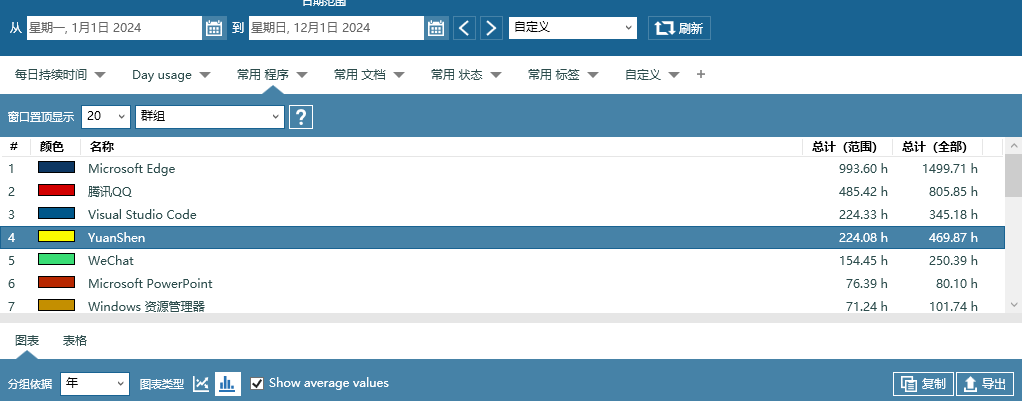 日期范围
从 星期一, 1月1日 2024 到 星期日, 12月1日 2024 自定义 刷新
每日持续时间 Day usage 常用 程序 常用 文档 常用 状态 常用 标签 自定义 +
窗口置顶显示 20 群组 ?
# 颜色 名称 总计（范围） 总计（全部）
1 Microsoft Edge 993.60 h 1499.71 h
2 腾讯QQ 485.42 h 805.85 h
3 Visual Studio Code 224.33 h 345.18 h
4 YuanShen 224.08 h 469.87 h
5 WeChat 154.45 h 250.39 h
6 Microsoft PowerPoint 76.39 h 80.10 h
7 Windows 资源管理器 71.24 h 101.74 h
图表 表格
分组依据 年 图表类型 Show average values 复制 导出